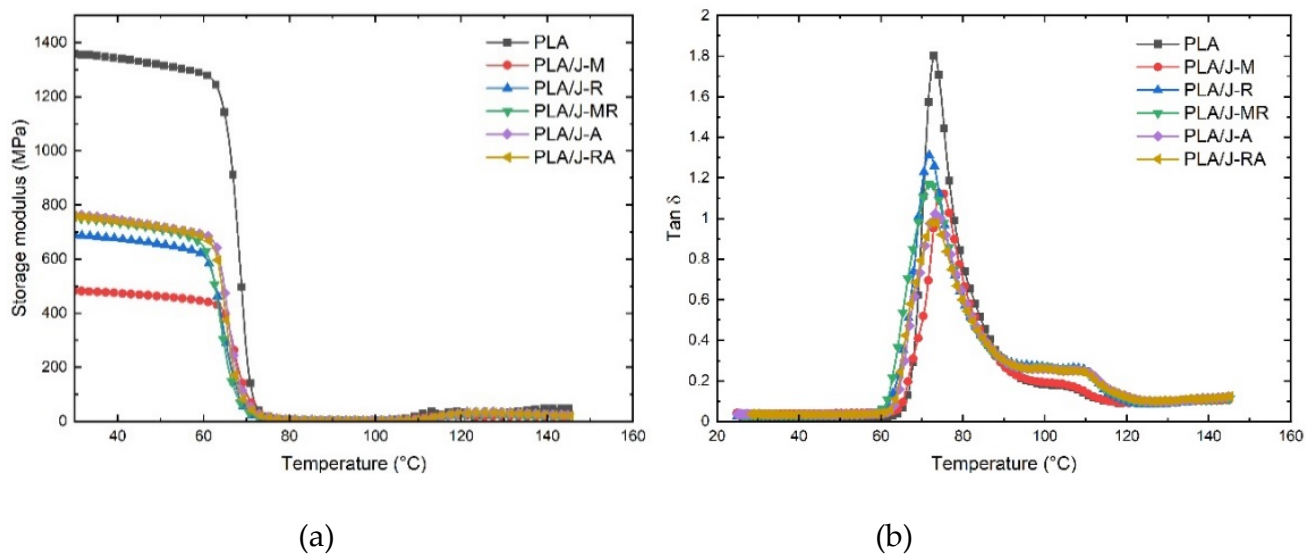 1400
1200
1000
800
600
400
200
0
40
60
80
100
120
140
160
Storage modulus (MPa)
Temperature (°C)
PLA
PLA/J-M
PLA/J-R
PLA/J-MR
PLA/J-A
PLA/J-RA
(a)
2
1.8
1.6
1.4
1.2
1
0.8
0.6
0.4
0.2
0
20
40
60
80
100
120
140
160
Tan δ
Temperature (°C)
PLA
PLA/J-M
PLA/J-R
PLA/J-MR
PLA/J-A
PLA/J-RA
(b)